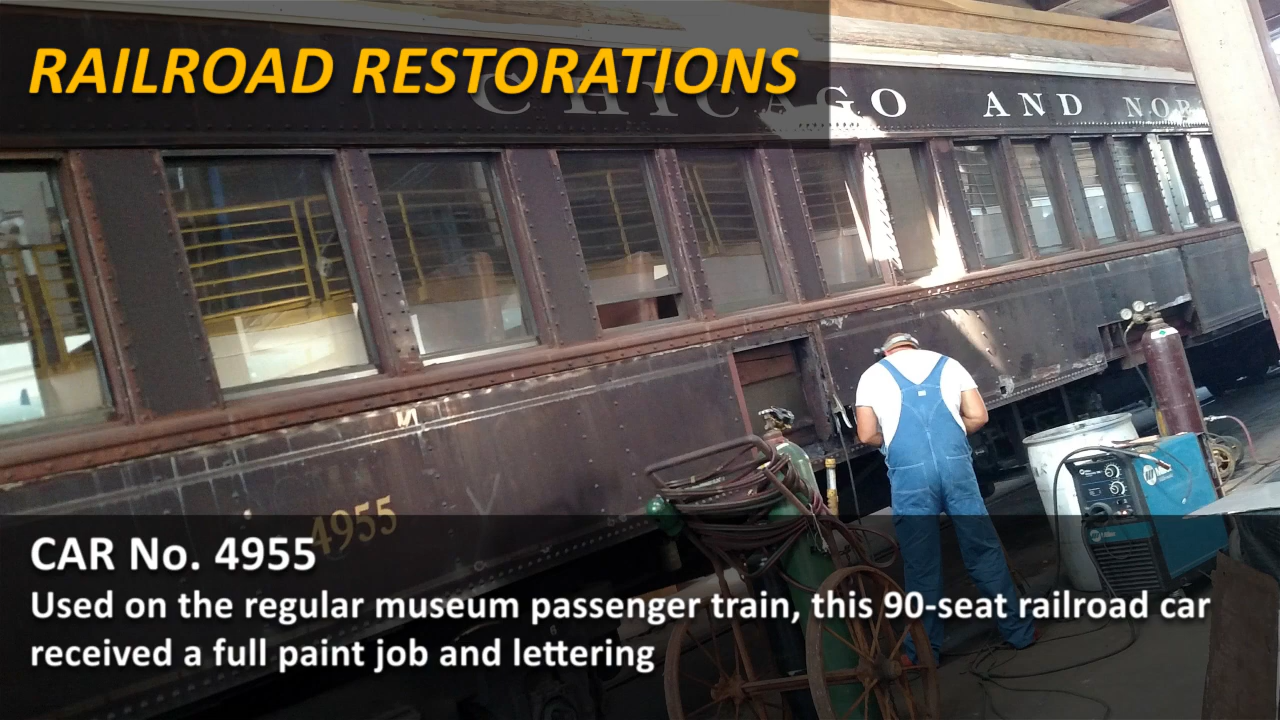 RAILROAD RESTORATIONS
CHICAGO AND NOR
4955
CAR No. 4955
Used on the regular museum passenger train, this 90-seat railroad car
received a full paint job and lettering